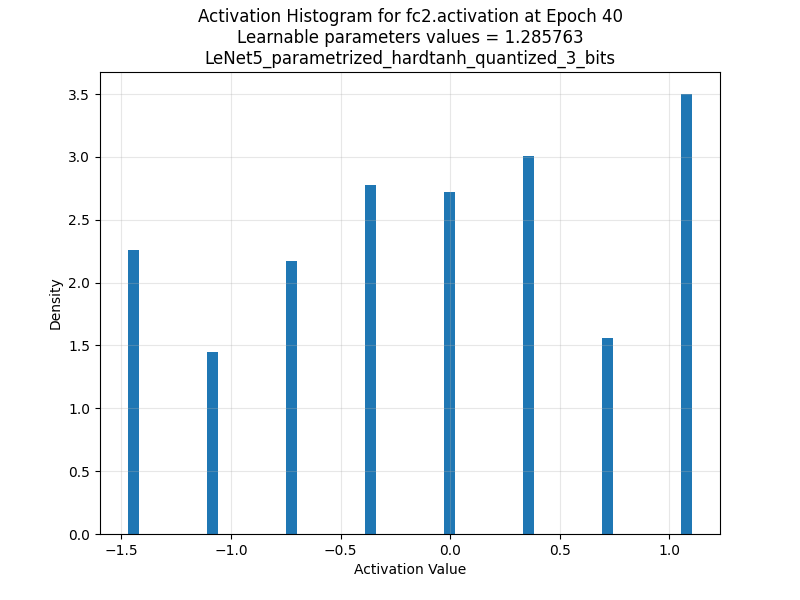 Activation Histogram for fc2.activation at Epoch 40
Learnable parameters values = 1.285763
LeNet5_parametrized_hardtanh_quantized_3_bits
Density
3.5
3.0
2.5
2.0
1.5
1.0
0.5
0.0
−1.5 −1.0 −0.5 0.0 0.5 1.0
Activation Value